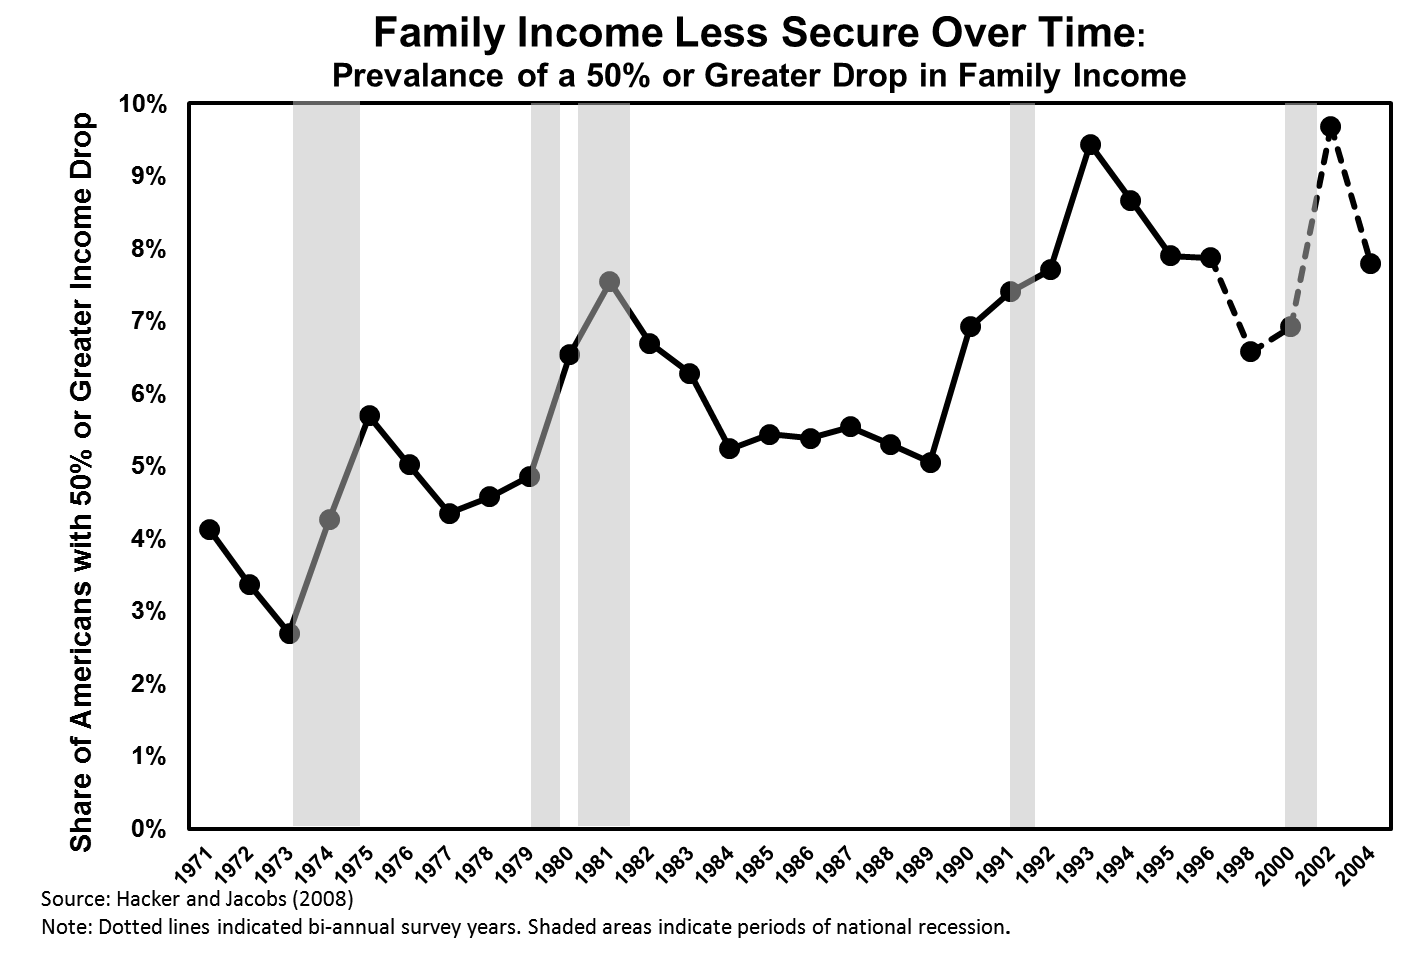 Family Income Less Secure Over Time:
Prevalance of a 50% or Greater Drop in Family Income
Share of Americans with 50% or Greater Income Drop
10%
9%
8%
7%
6%
5%
4%
3%
2%
1%
0%
1971 1972 1973 1974 1975 1976 1977 1978 1979 1980 1981 1982 1983 1984 1985 1986 1987 1988 1989 1990 1991 1992 1993 1994 1995 1996 1998 2000 2002 2004
Source: Hacker and Jacobs (2008)
Note: Dotted lines indicated bi-annual survey years. Shaded areas indicate periods of national recession.